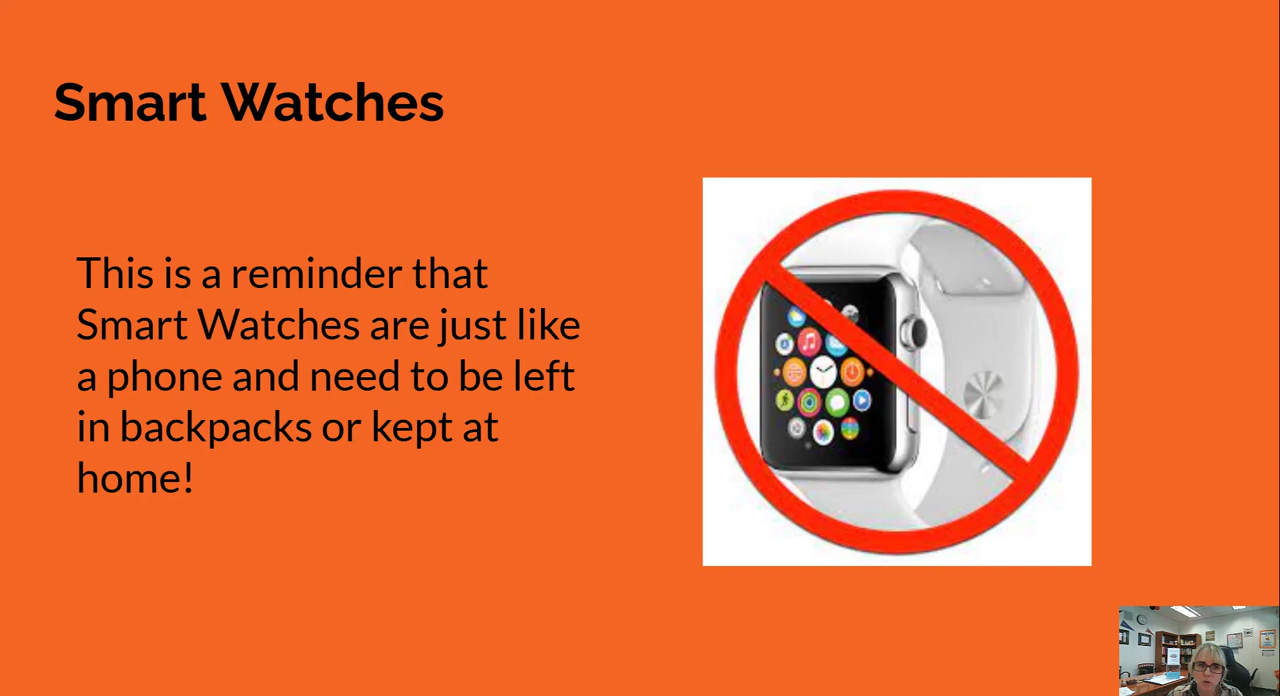 Smart Watches
This is a reminder that
Smart Watches are just like
a phone and need to be left
in backpacks or kept at
home!